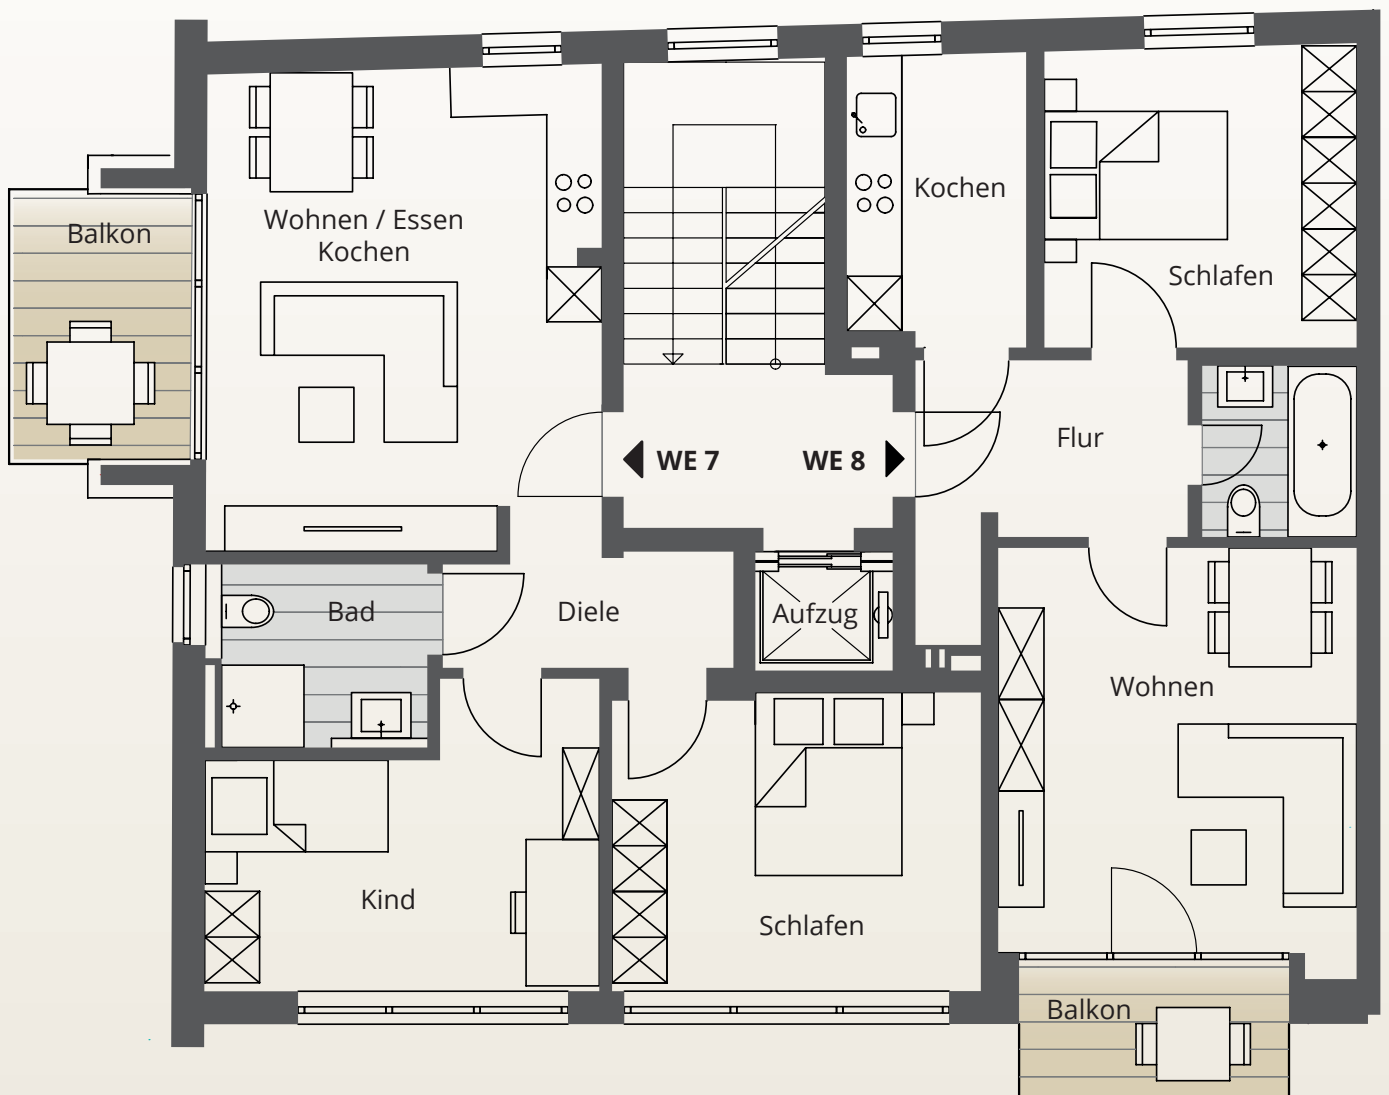 Kochen
Balkon
Wohnen / Essen
Kochen
Schlafen
Flur
WE 7
WE 8
Bad
Diele
Aufzug
Wohnen
Kind
Schlafen
Balkon